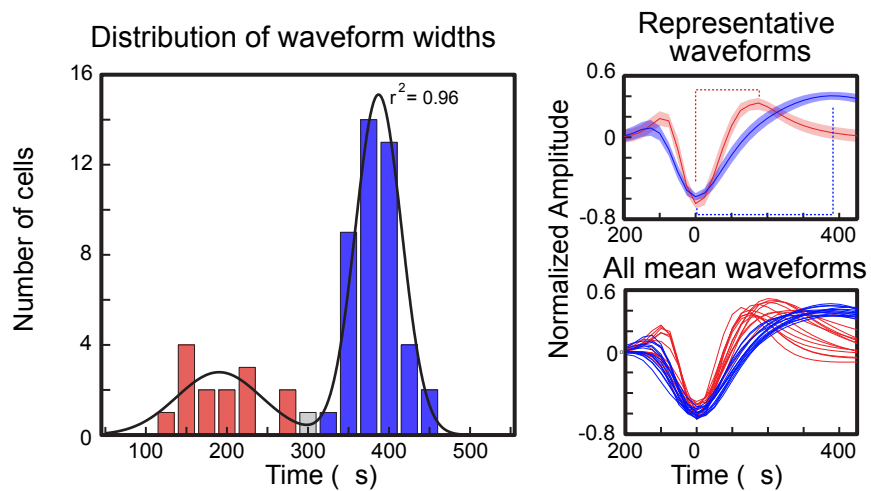 Distribution of waveform widths
Number of cells
16
12
8
4
0
r²= 0.96
100
200
300
400
500
Time ( s)
Representative
waveforms
Normalized Amplitude
0.6
0
-0.8
200
0
400
All mean waveforms
0.6
0
-0.8
200
0
400
Time ( s)